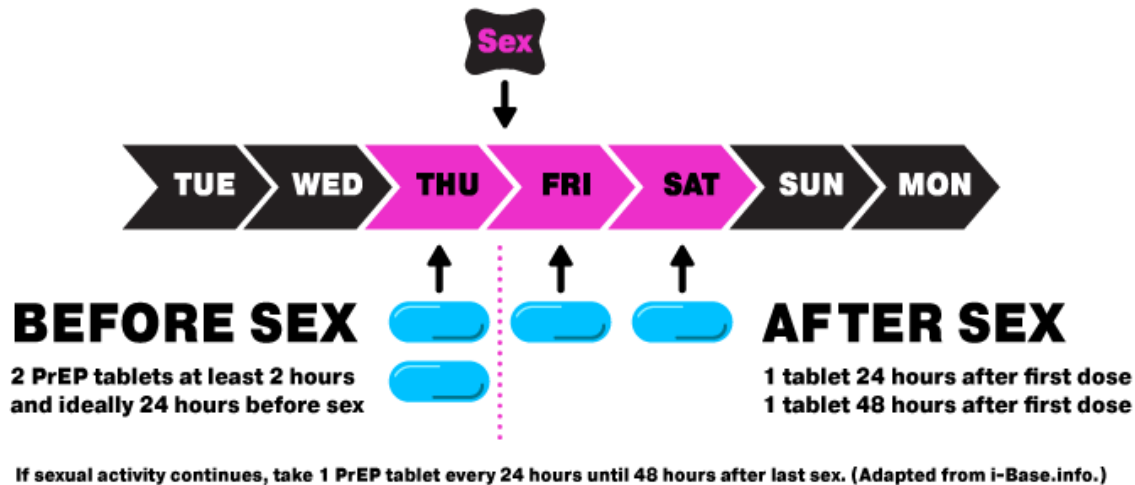 Sex
TUE WED THU FRI SAT SUN MON
BEFORE SEX
2 PrEP tablets at least 2 hours
and ideally 24 hours before sex
AFTER SEX
1 tablet 24 hours after first dose
1 tablet 48 hours after first dose
If sexual activity continues, take 1 PrEP tablet every 24 hours until 48 hours after last sex. (Adapted from i-Base.info.)